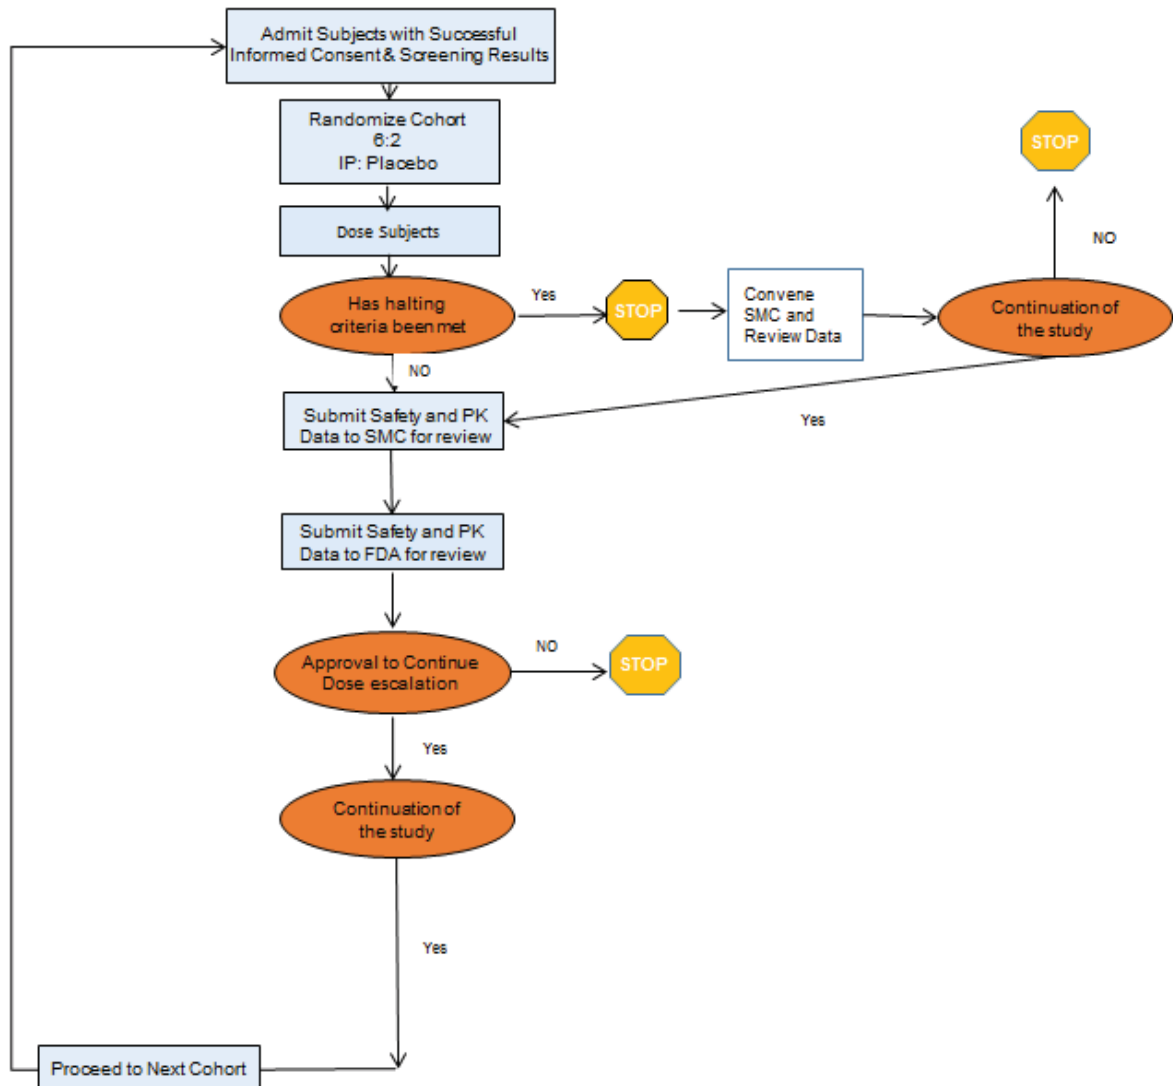 Admit Subjects with Successful
Informed Consent & Screening Results
Randomize Cohort
6:2
IP: Placebo
STOP
Dose Subjects
NO
Has halting
criteria been met
Yes
STOP
Convene
SMC and
Review Data
Continuation of
the study
NO
Submit Safety and PK
Data to SMC for review
Yes
Submit Safety and PK
Data to FDA for review
Approval to Continue
Dose escalation
NO
STOP
Yes
Continuation of
the study
Yes
Proceed to Next Cohort